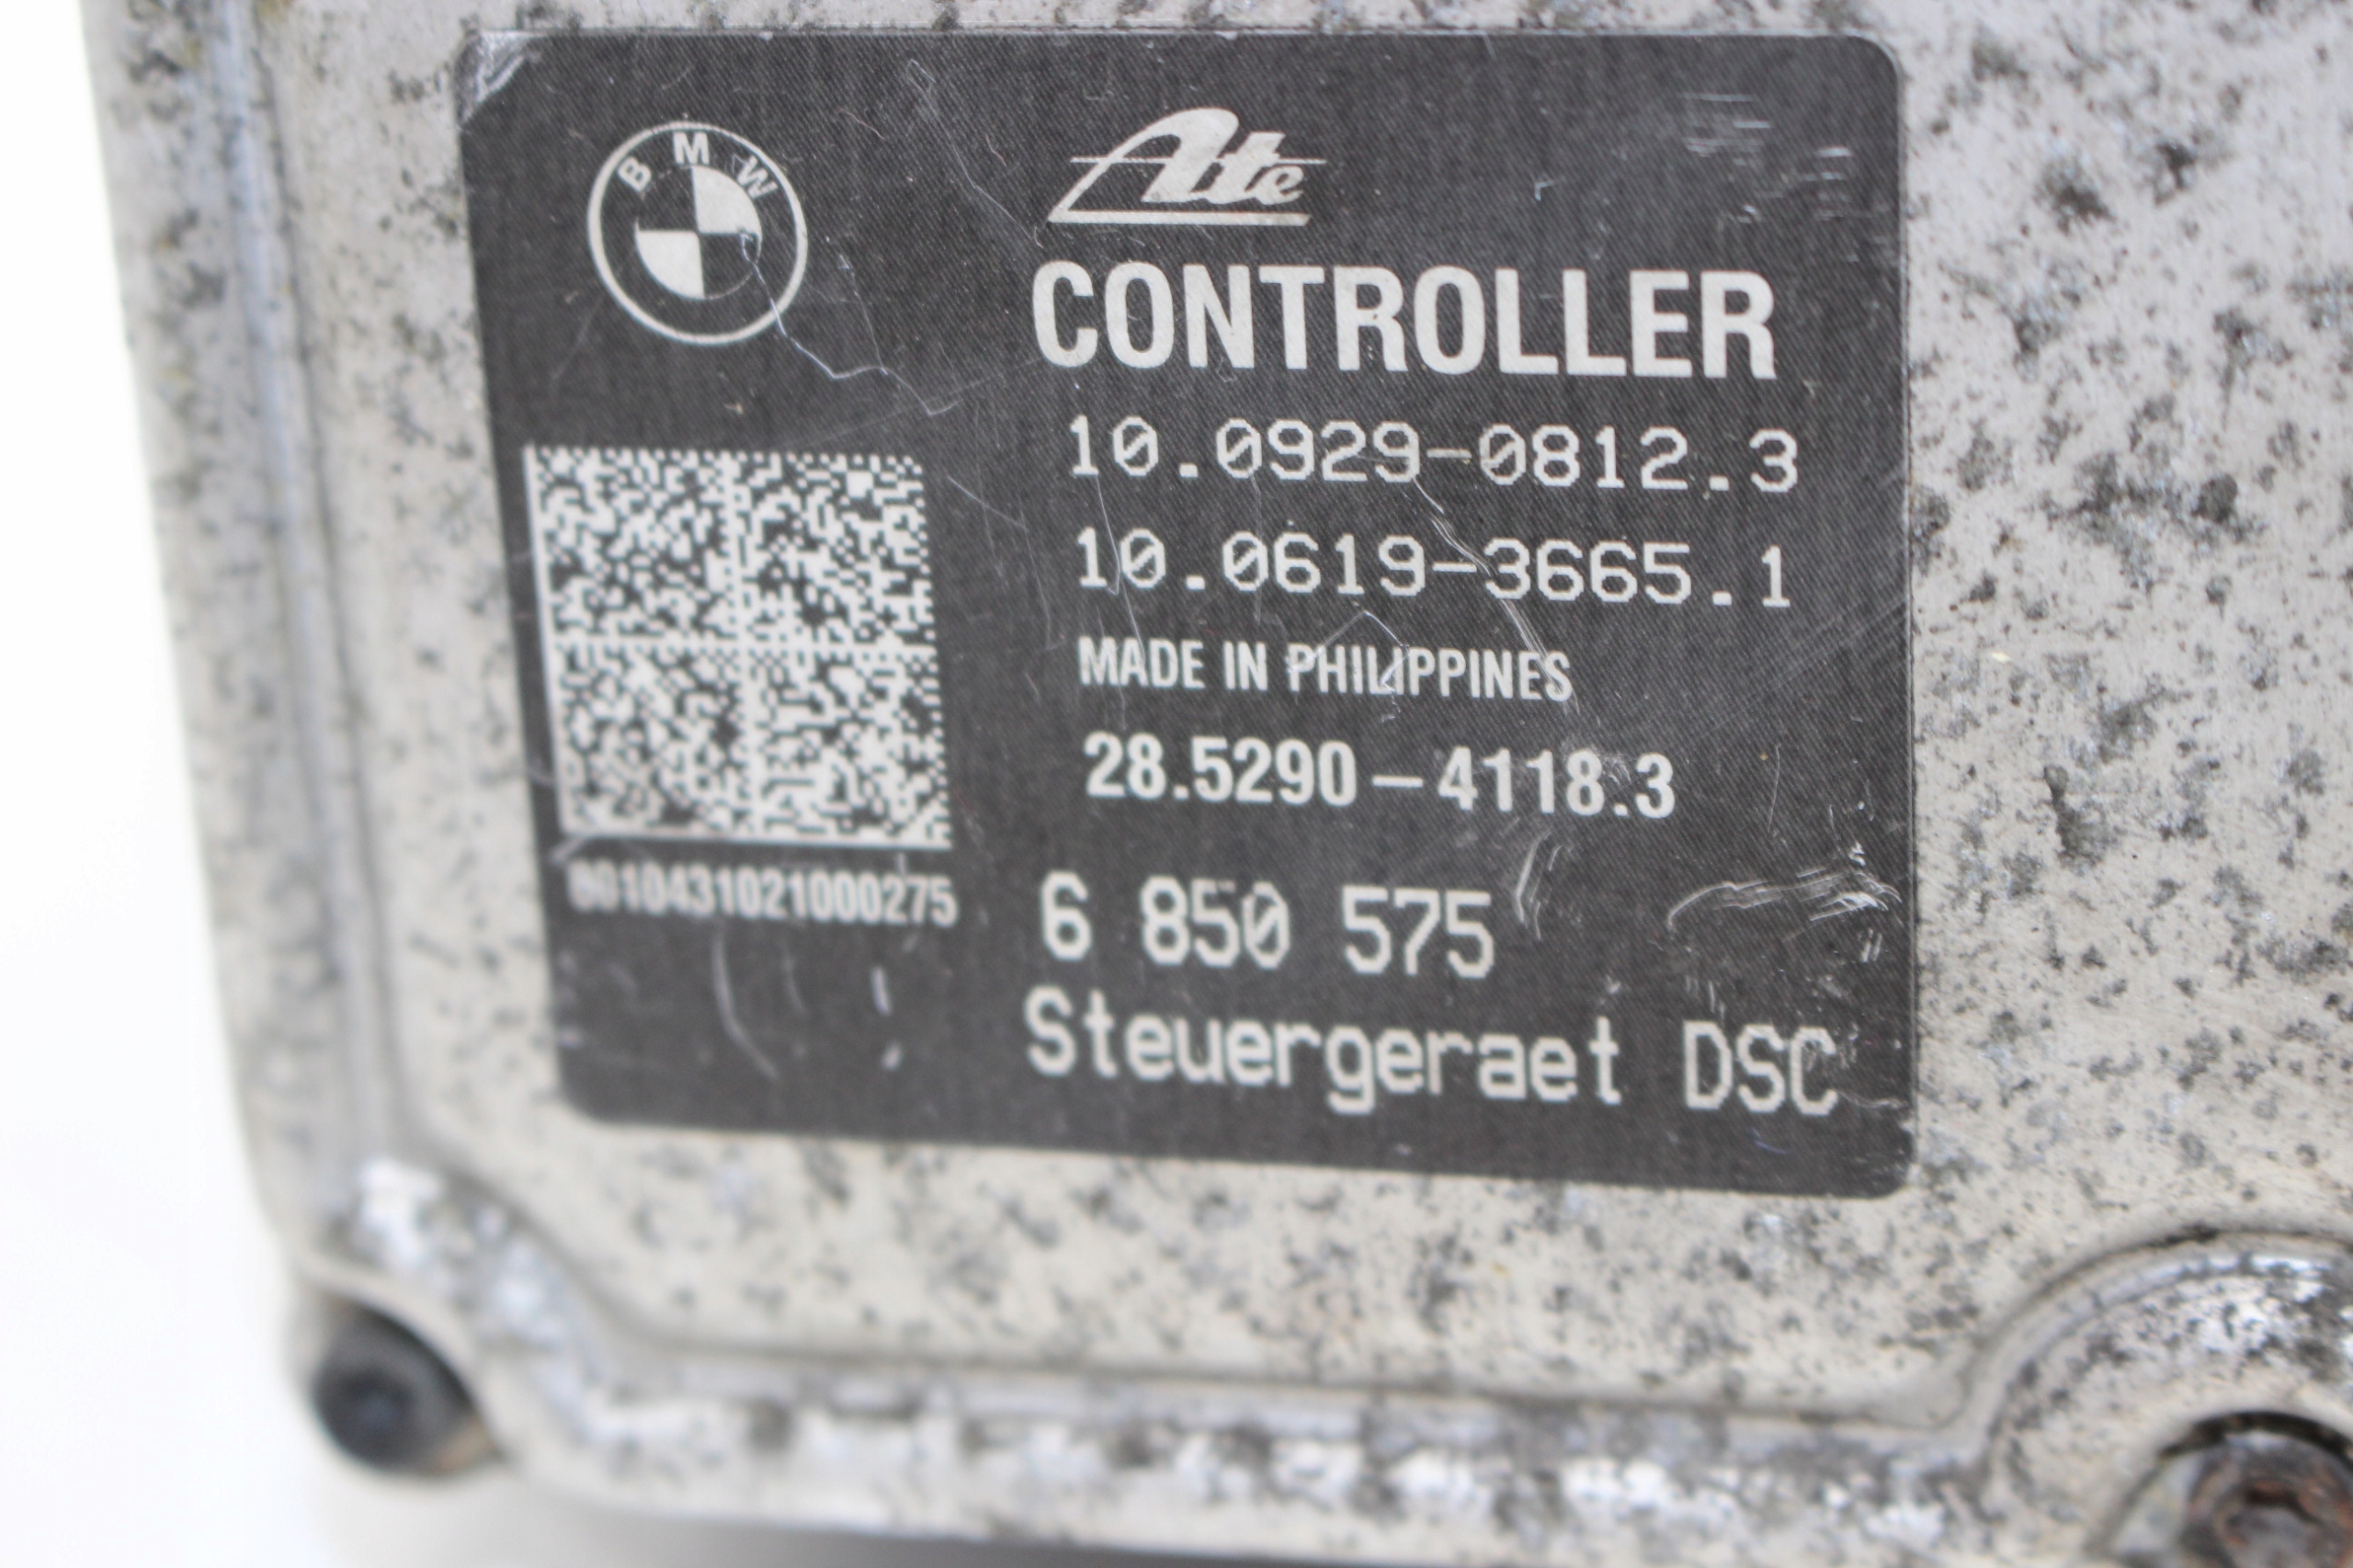 BMW
Ate
CONTROLLER
10.0929-0812.3
10.0619-3665.1
MADE IN PHILIPPINES
28.5290-4118.3
0010431021000275
6 850 575
Steuergeraet DSC